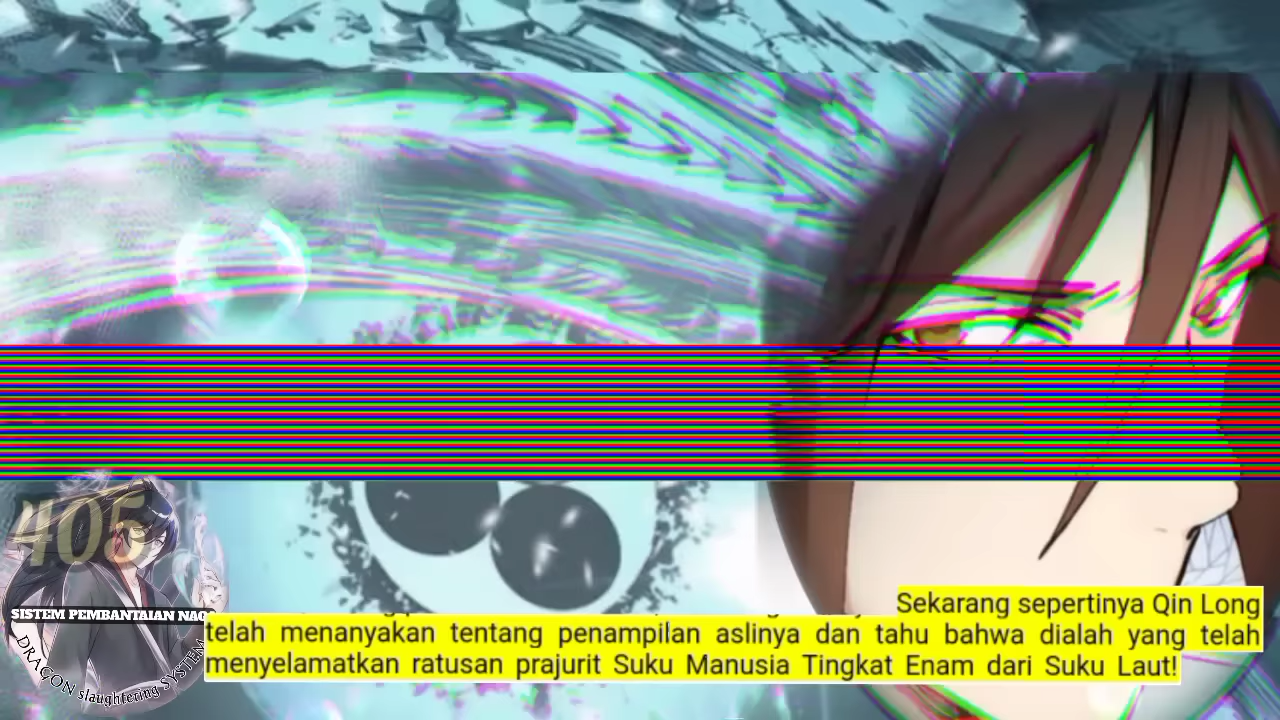 405
SISTEM PEMBANTAIAN NAG
DRAGON slaughtering SYSTEM
Sekarang sepertinya Qin Long
telah menanyakan tentang penampilan aslinya dan tahu bahwa dialah yang telah
menyelamatkan ratusan prajurit Suku Manusia Tingkat Enam dari Suku Laut!